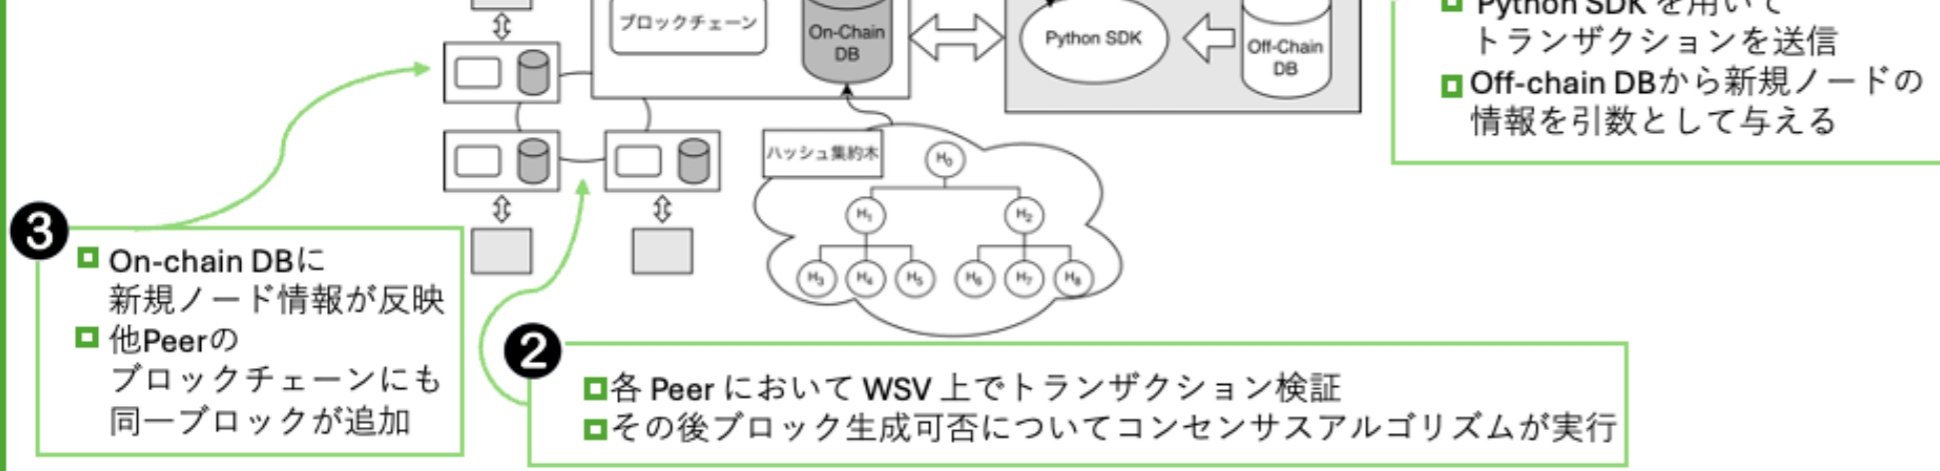 ブロックチェーン
On-Chain
DB
Python SDK
Off-Chain
DB
Python SDK を用いて
トランザクションを送信
Off-chain DBから新規ノードの
情報を引数として与える
ハッシュ集約木
H0
H1
H2
H3
H4
H5
H6
H7
H8
3
On-chain DBに
新規ノード情報が反映
他Peerの
ブロックチェーンにも
同一ブロックが追加
2
各 Peer において WSV 上でトランザクション検証
その後ブロック生成可否についてコンセンサスアルゴリズムが実行